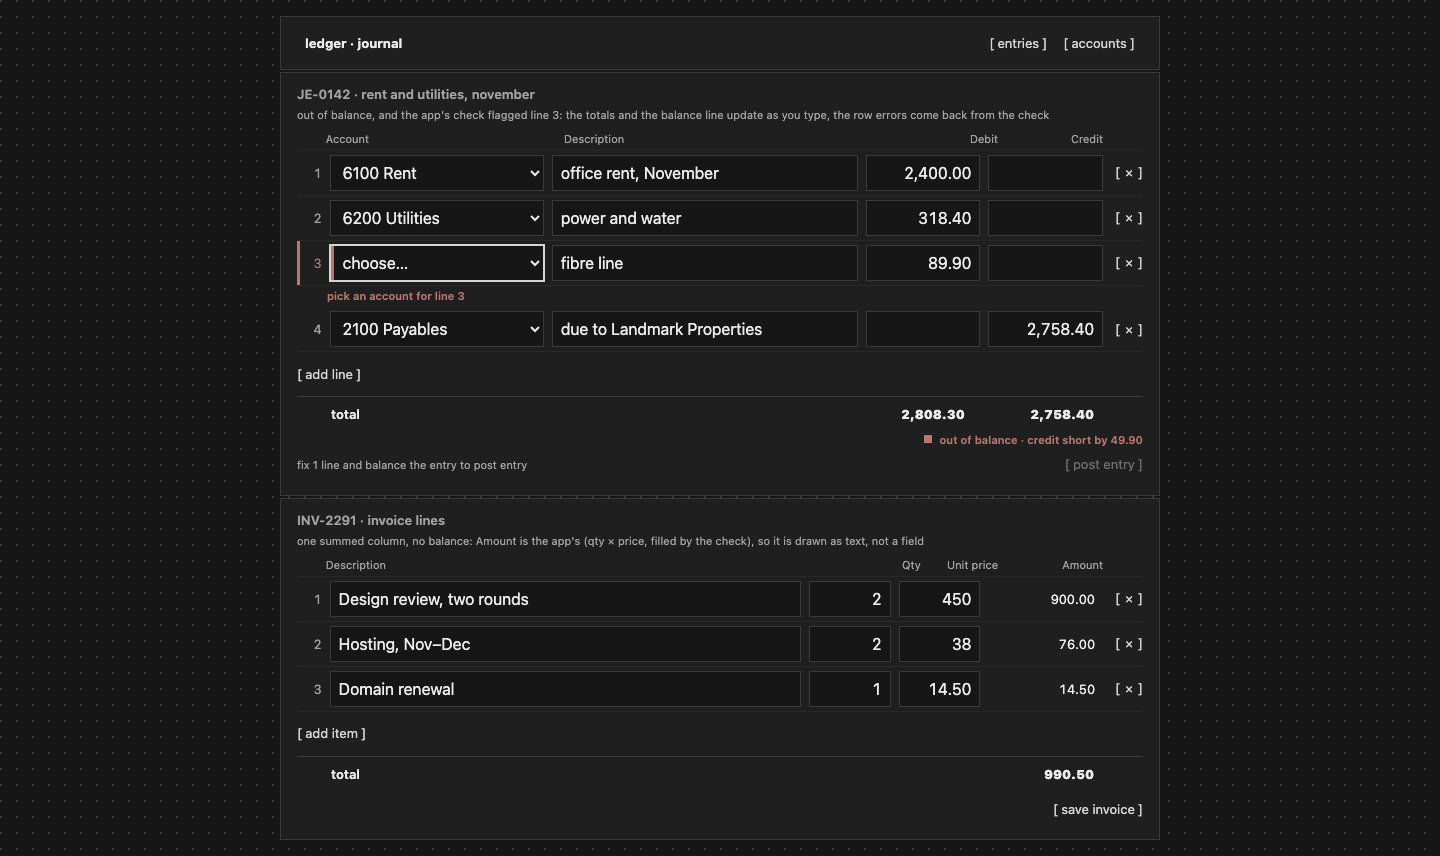 ledger · journal [ entries ] [ accounts ]
JE-0142 · rent and utilities, november
out of balance, and the app's check flagged line 3: the totals and the balance line update as you type, the row errors come back from the check
Account Description Debit Credit
1 6100 Rent office rent, November 2,400.00 [ × ]
2 6200 Utilities power and water 318.40 [ × ]
3 choose... fibre line 89.90 [ × ]
pick an account for line 3
4 2100 Payables due to Landmark Properties 2,758.40 [ × ]
[ add line ]
total 2,808.30 2,758.40
out of balance · credit short by 49.90
fix 1 line and balance the entry to post entry [ post entry ]
INV-2291 · invoice lines
one summed column, no balance: Amount is the app's (qty × price, filled by the check), so it is drawn as text, not a field
Description Qty Unit price Amount
1 Design review, two rounds 2 450 900.00 [ × ]
2 Hosting, Nov–Dec 2 38 76.00 [ × ]
3 Domain renewal 1 14.50 14.50 [ × ]
[ add item ]
total 990.50
[ save invoice ]